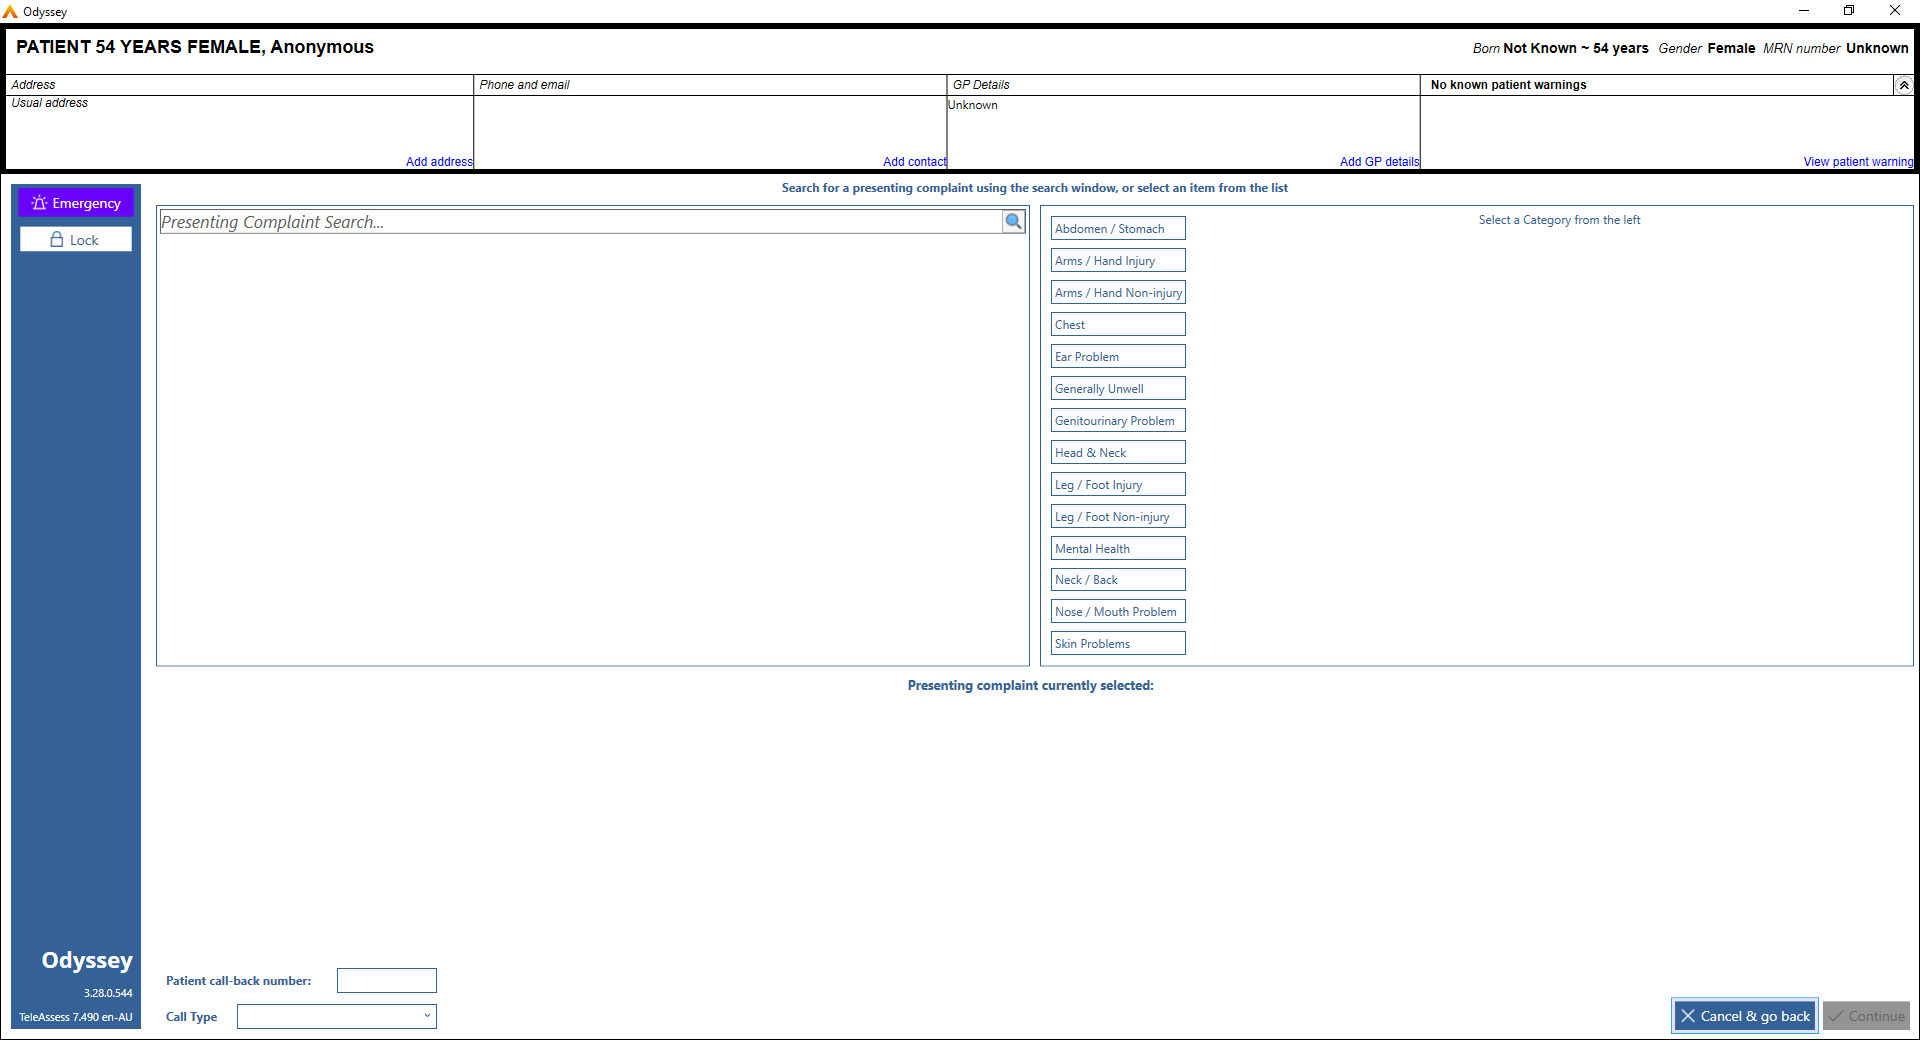 Odyssey
PATIENT 54 YEARS FEMALE, Anonymous
Born Not Known ~ 54 years Gender Female MRN number Unknown
Address
Phone and email
GP Details
No known patient warnings
Usual address
Unknown
Add address
Add contact
Add GP details
View patient warning
Emergency
Lock
Search for a presenting complaint using the search window, or select an item from the list
Presenting Complaint Search...
Select a Category from the left
Abdomen / Stomach
Arms / Hand Injury
Arms / Hand Non-injury
Chest
Ear Problem
Generally Unwell
Genitourinary Problem
Head & Neck
Leg / Foot Injury
Leg / Foot Non-injury
Mental Health
Neck / Back
Nose / Mouth Problem
Skin Problems
Presenting complaint currently selected:
Odyssey
3.28.0.544
TeleAssess 7.490 en-AU
Patient call-back number:
Call Type
Cancel & go back
Continue